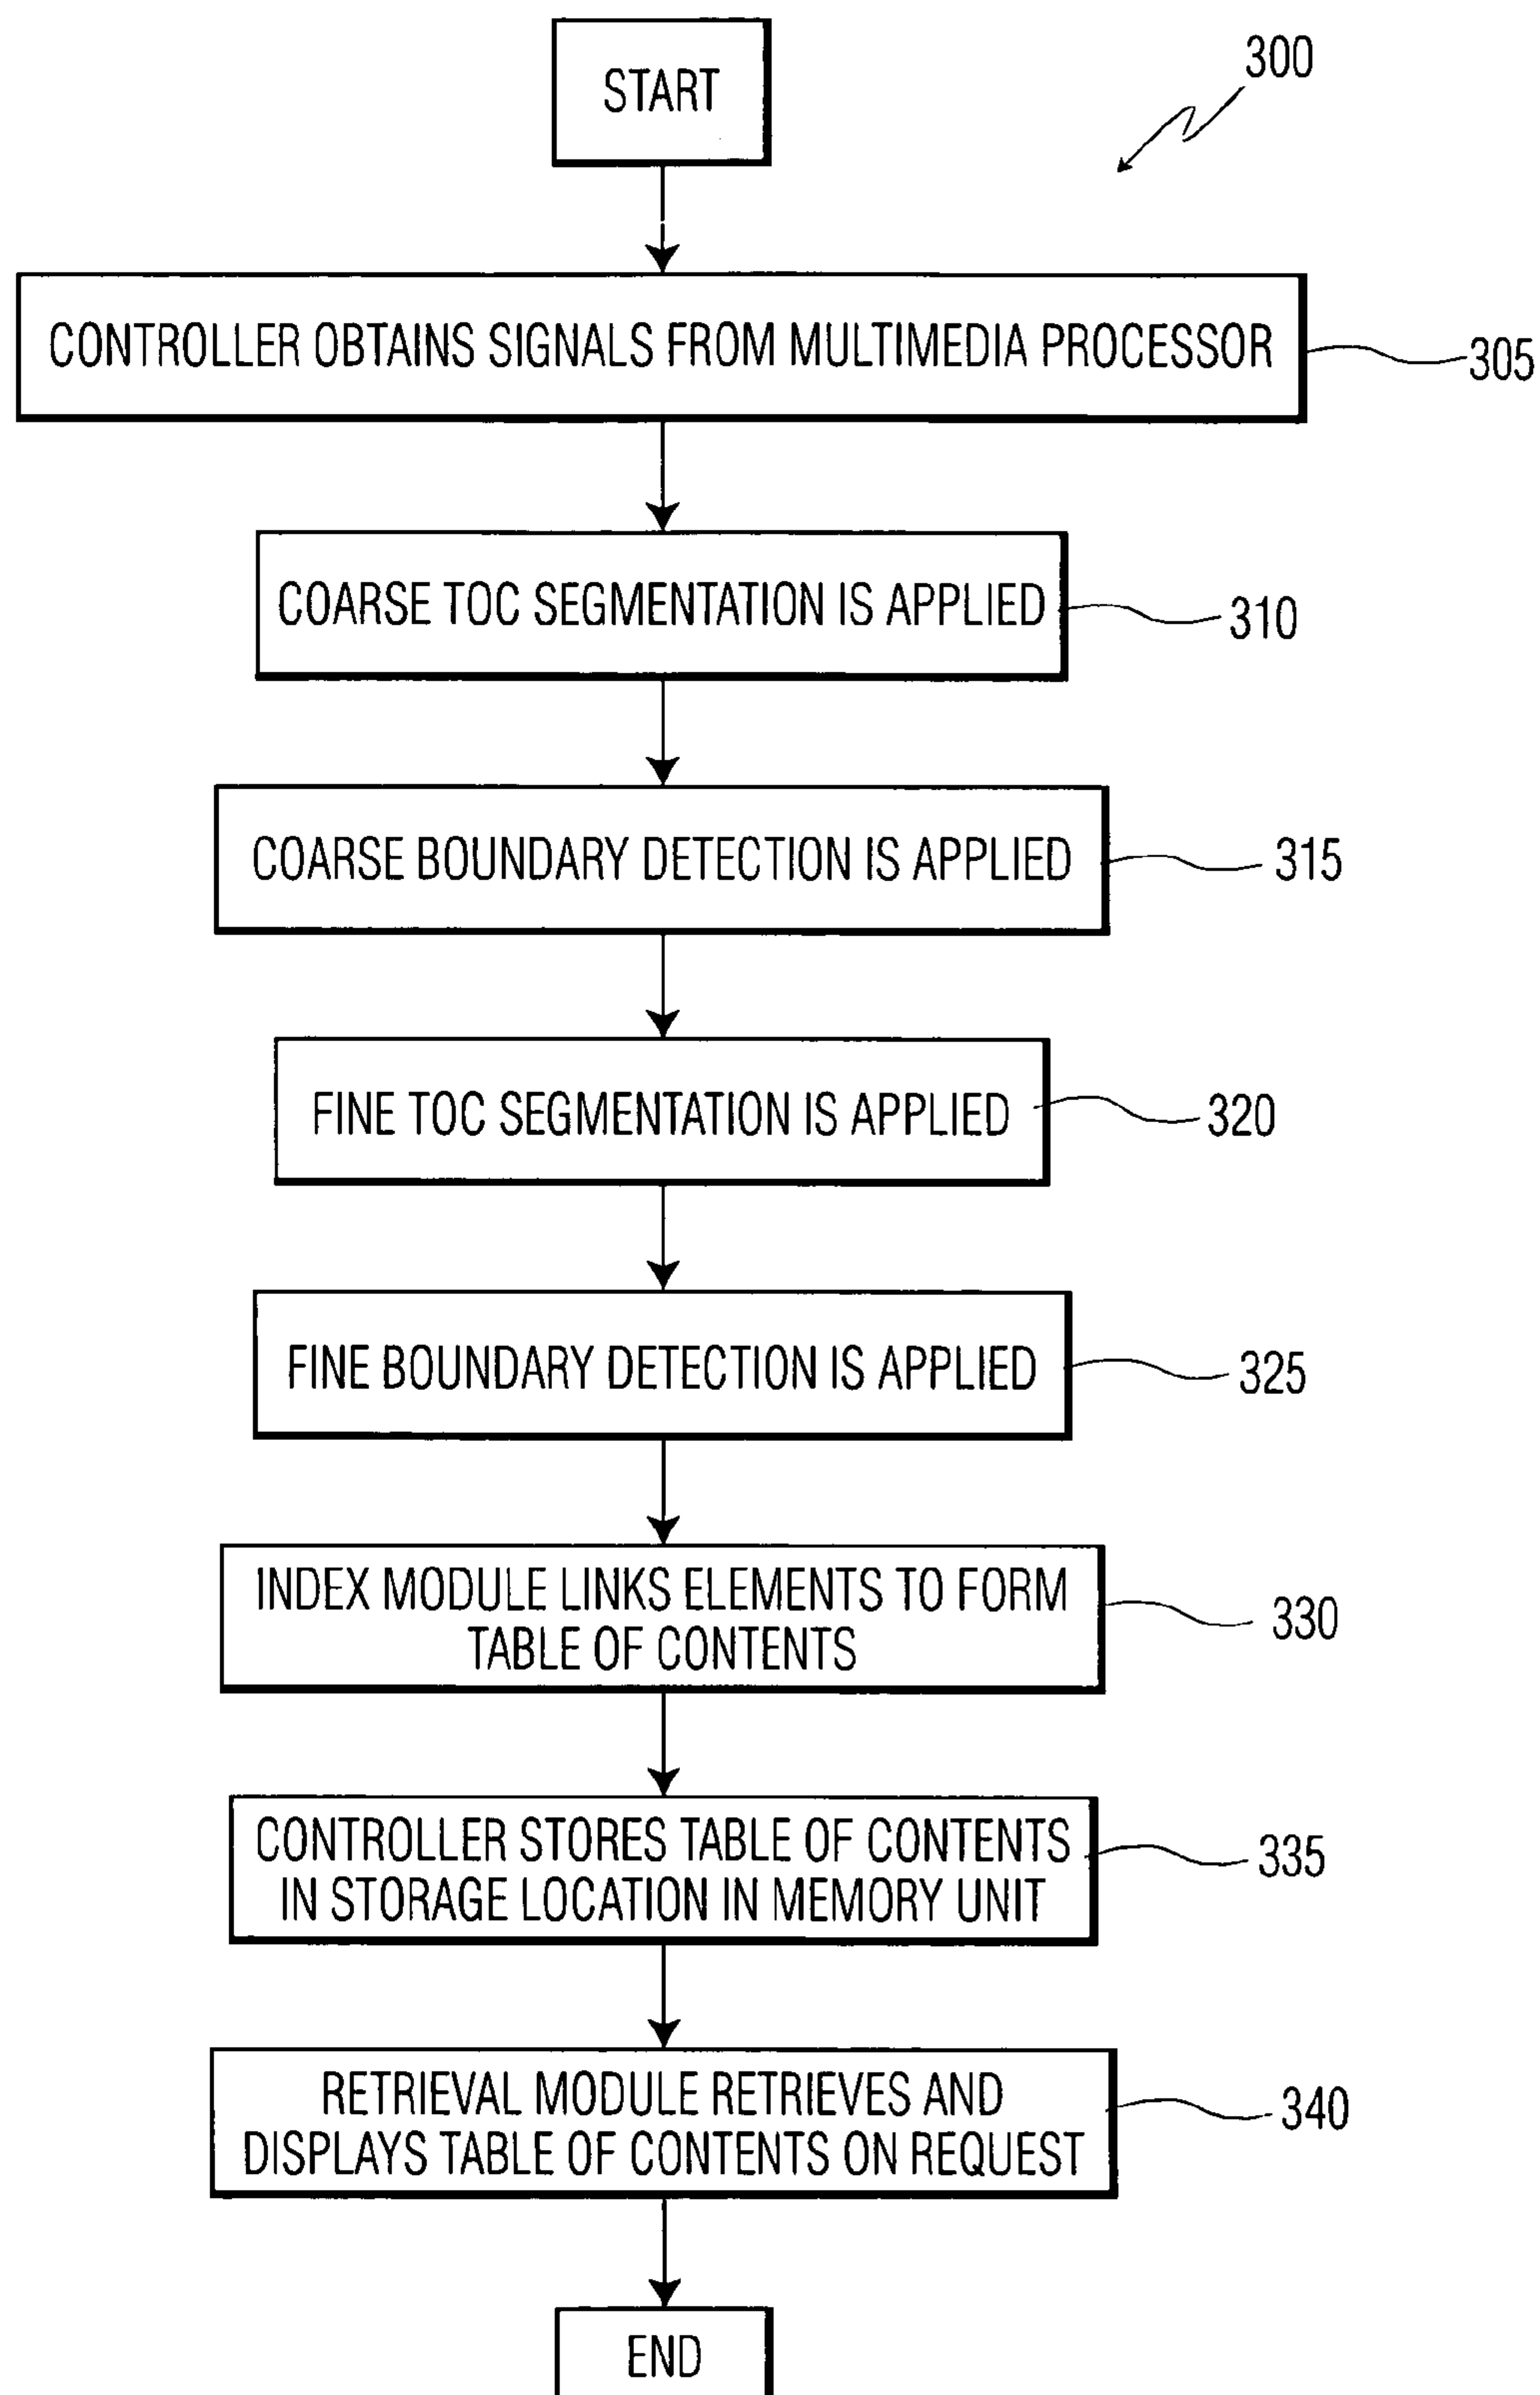 START
300
CONTROLLER OBTAINS SIGNALS FROM MULTIMEDIA PROCESSOR
305
COARSE TOC SEGMENTATION IS APPLIED
310
COARSE BOUNDARY DETECTION IS APPLIED
315
FINE TOC SEGMENTATION IS APPLIED
320
FINE BOUNDARY DETECTION IS APPLIED
325
INDEX MODULE LINKS ELEMENTS TO FORM
TABLE OF CONTENTS
330
CONTROLLER STORES TABLE OF CONTENTS
IN STORAGE LOCATION IN MEMORY UNIT
335
RETRIEVAL MODULE RETRIEVES AND
DISPLAYS TABLE OF CONTENTS ON REQUEST
340
END